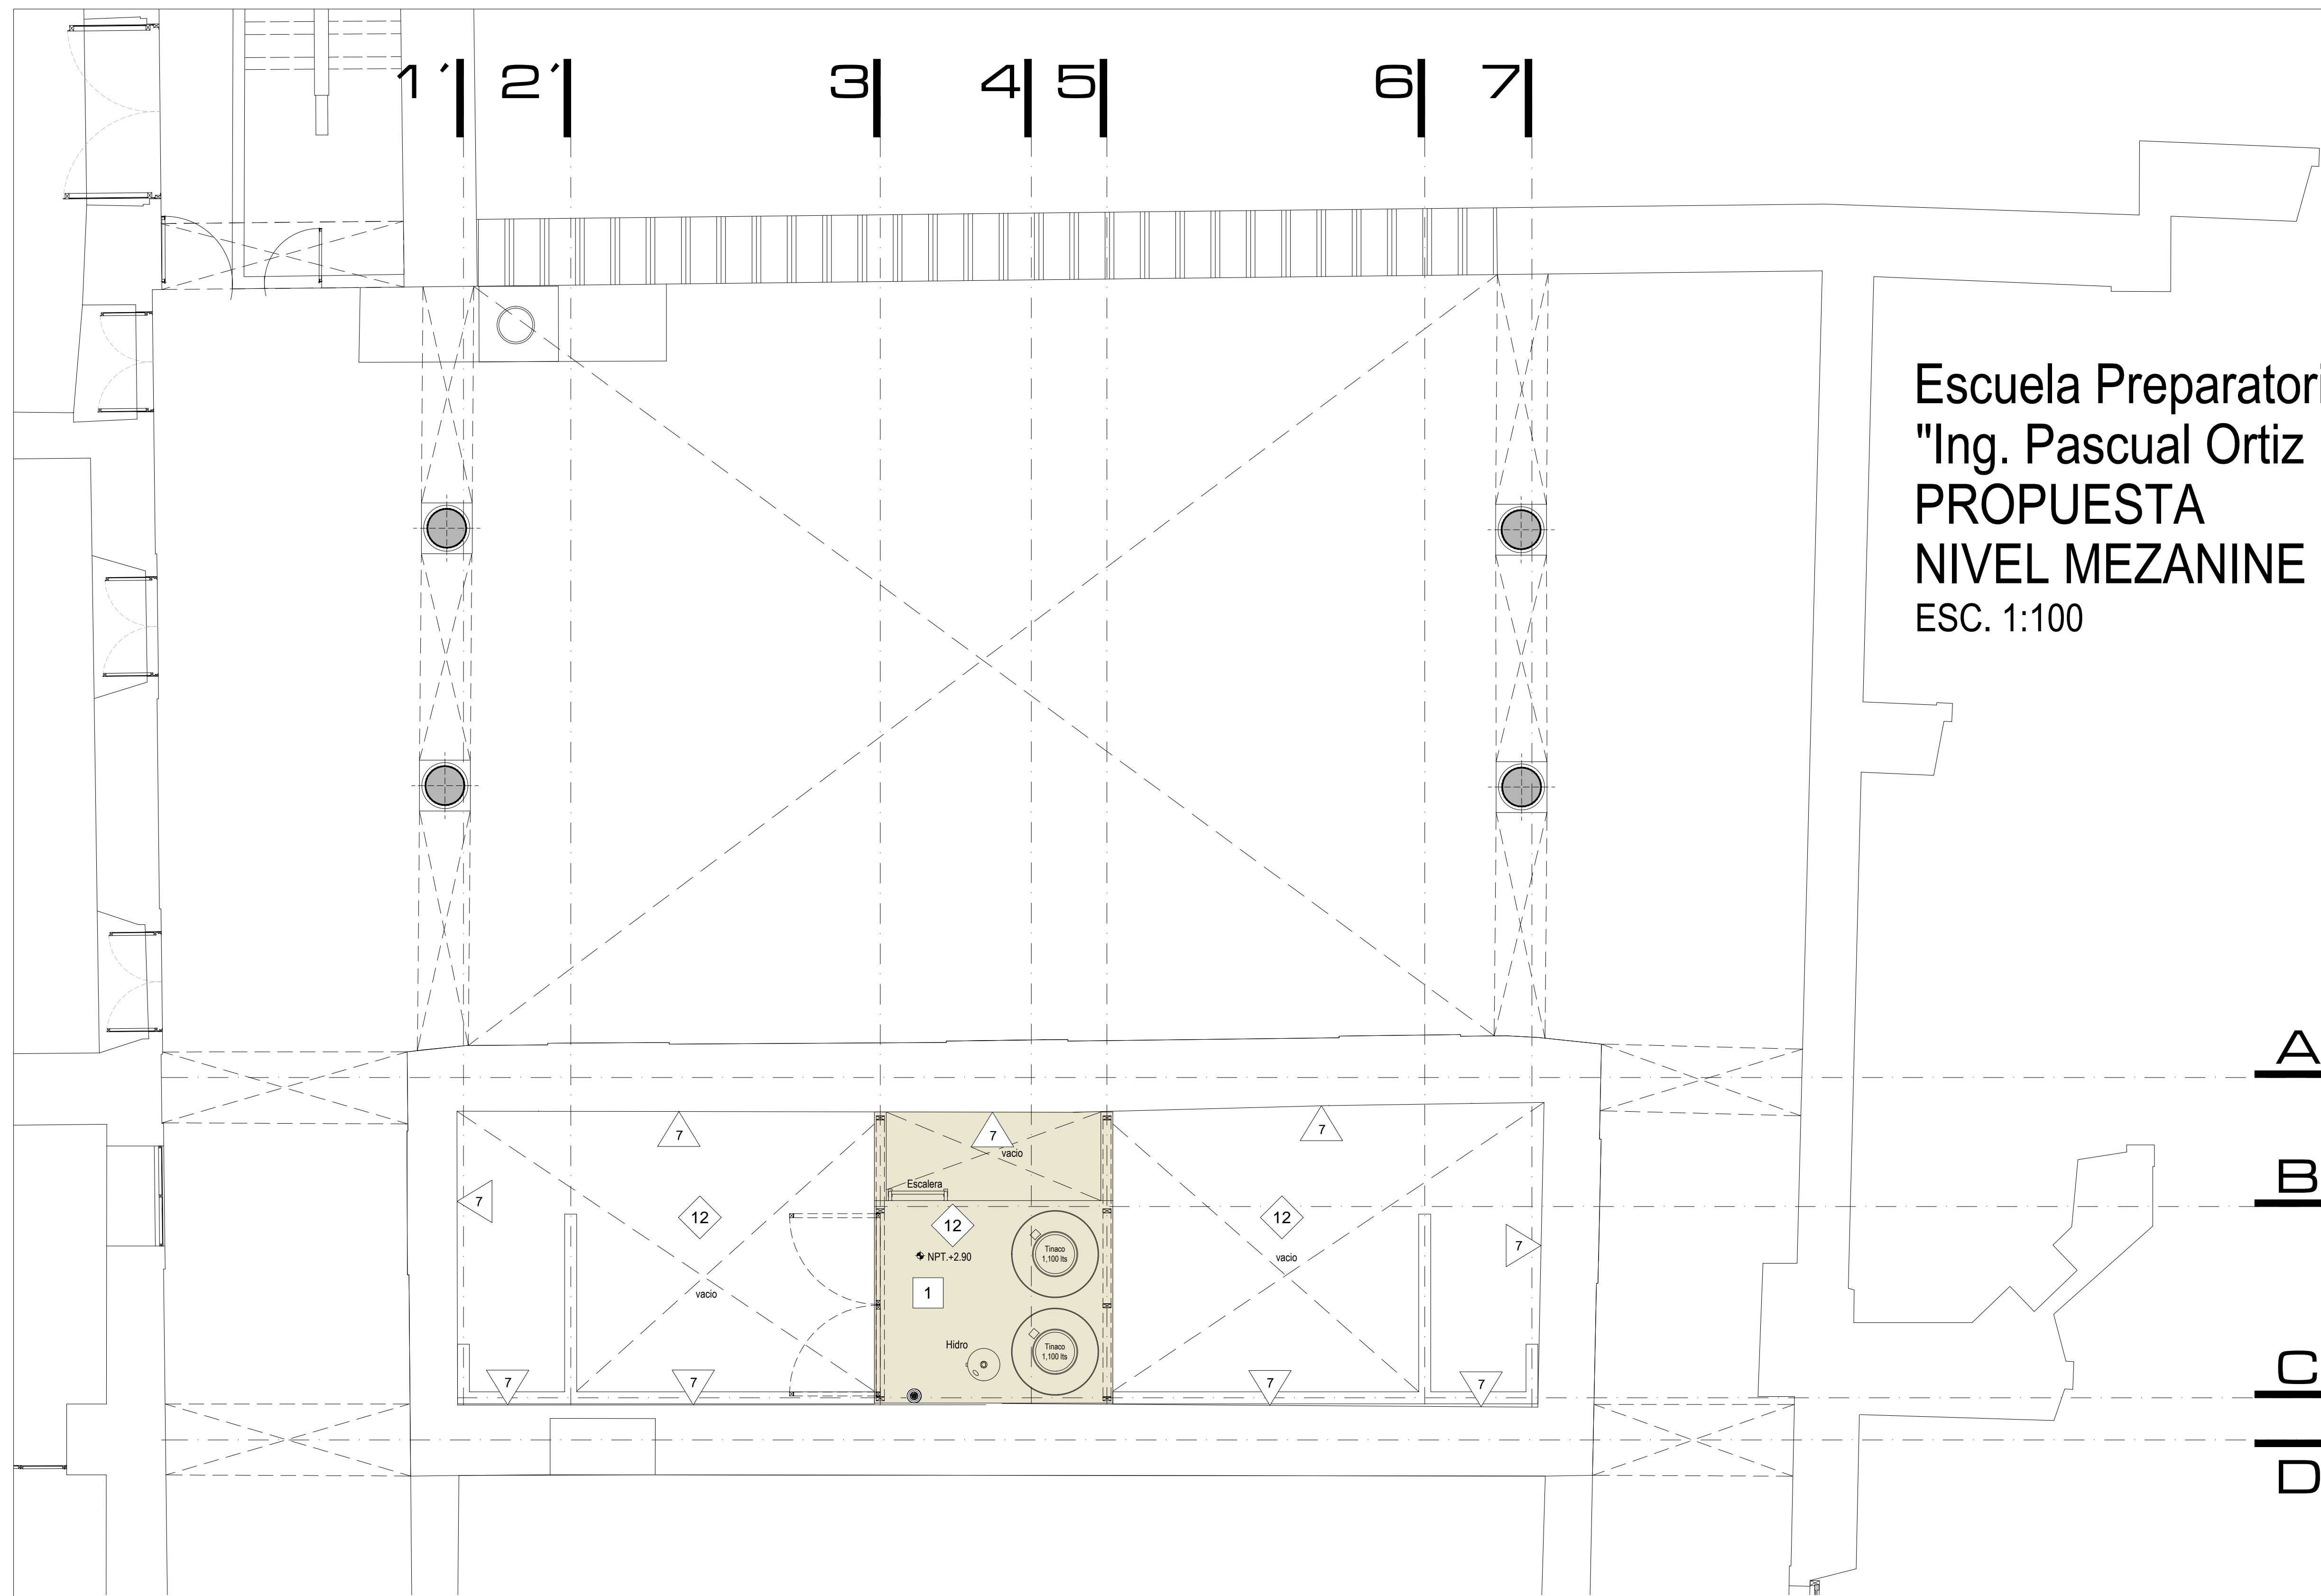 1´ 2´ 3 4 5 6 7
Escuela Preparatori
"Ing. Pascual Ortiz
PROPUESTA
NIVEL MEZANINE
ESC. 1:100
A
7
7
7
vacio
B
Escalera
7
12
12
12
7
NPT.+2.90
Tinaco
1,100 lts
vacio
1
vacio
Hidro
Tinaco
1,100 lts
C
7
7
7
7
D